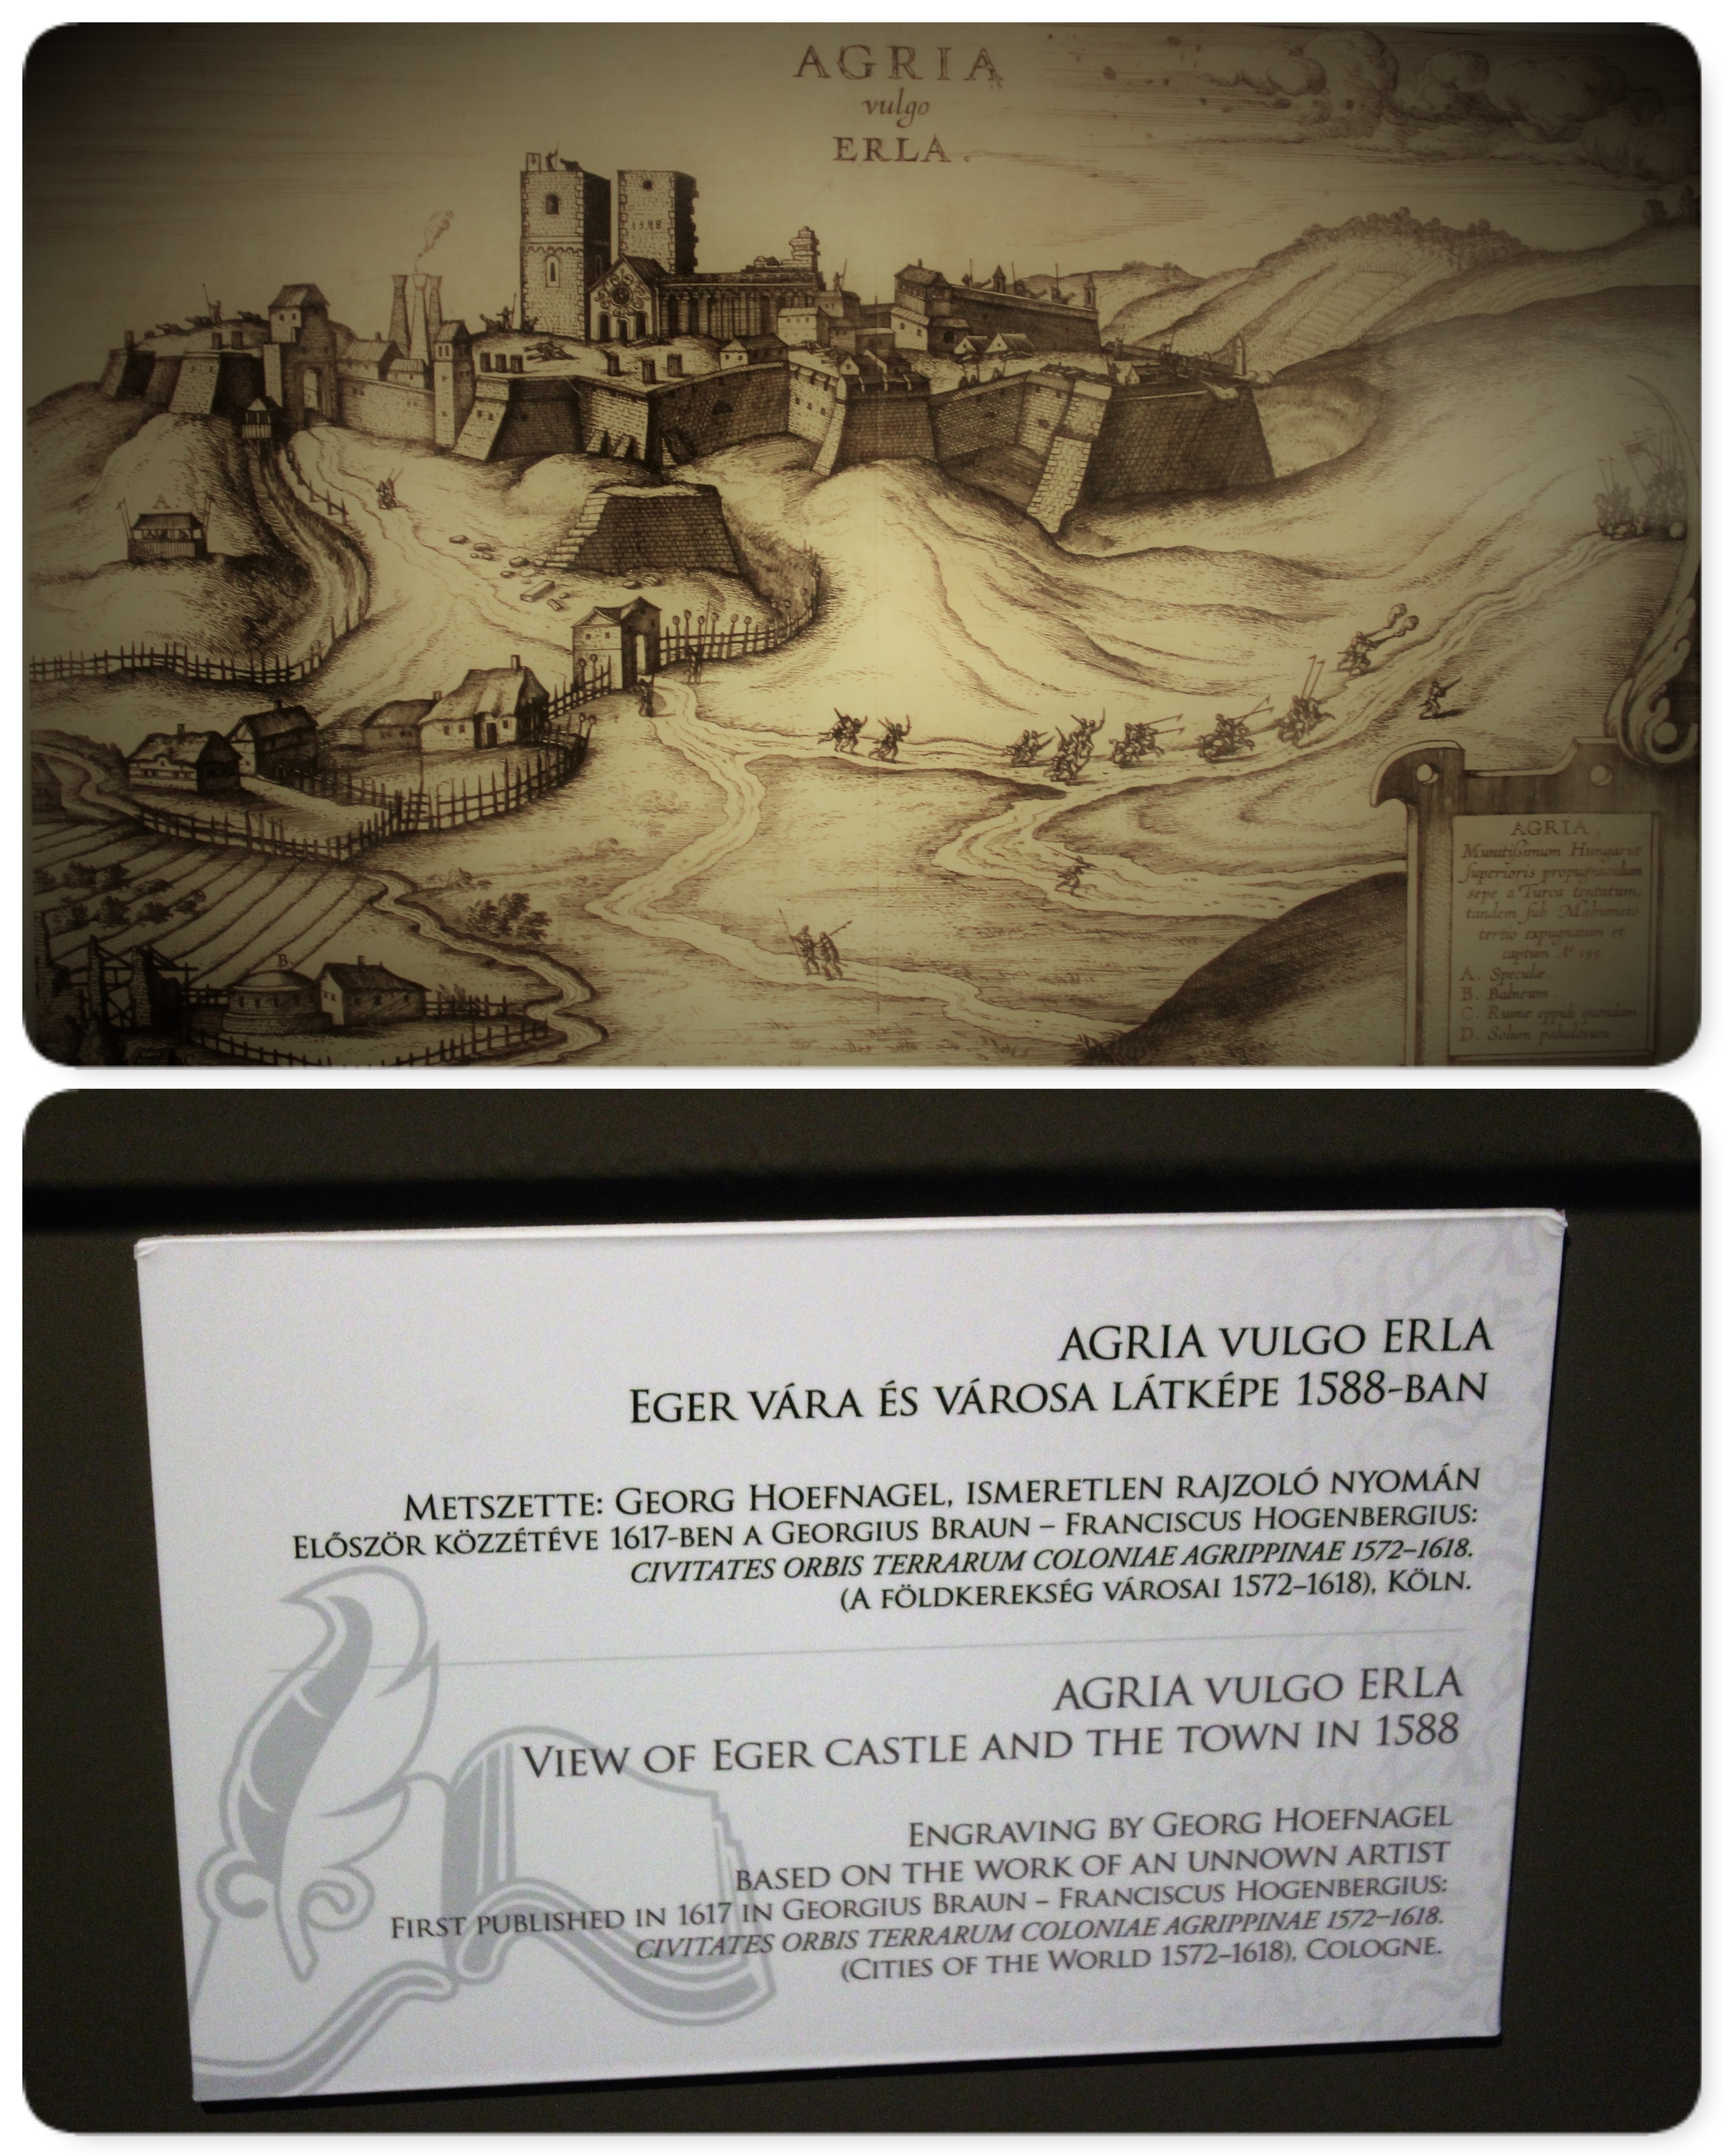 AGRIA
vulgo
ERLA.
1588
A
B
AGRIA,
Munitissimum Hungariæ
superioris propugnaculum
sepe a Turca tentatum,
tandem sub Mahumeto
tertio expugnatum et
captum Aº 159
A. Speculæ
B. Balneum.
C. Ruinæ oppidi quondam
D. Solum paludosum
AGRIA VULGO ERLA
EGER VÁRA ÉS VÁROSA LÁTKÉPE 1588-BAN
METSZETTE: GEORG HOEFNAGEL, ISMERETLEN RAJZOLÓ NYOMÁN
ELŐSZÖR KÖZZÉTÉVE 1617-BEN A GEORGIUS BRAUN – FRANCISCUS HOGENBERGIUS:
CIVITATES ORBIS TERRARUM COLONIAE AGRIPPINAE 1572–1618.
(A FÖLDKEREKSÉG VÁROSAI 1572–1618), KÖLN.
AGRIA VULGO ERLA
VIEW OF EGER CASTLE AND THE TOWN IN 1588
ENGRAVING BY GEORG HOEFNAGEL
BASED ON THE WORK OF AN UNNOWN ARTIST
FIRST PUBLISHED IN 1617 IN GEORGIUS BRAUN – FRANCISCUS HOGENBERGIUS:
CIVITATES ORBIS TERRARUM COLONIAE AGRIPPINAE 1572–1618.
(CITIES OF THE WORLD 1572–1618), COLOGNE.